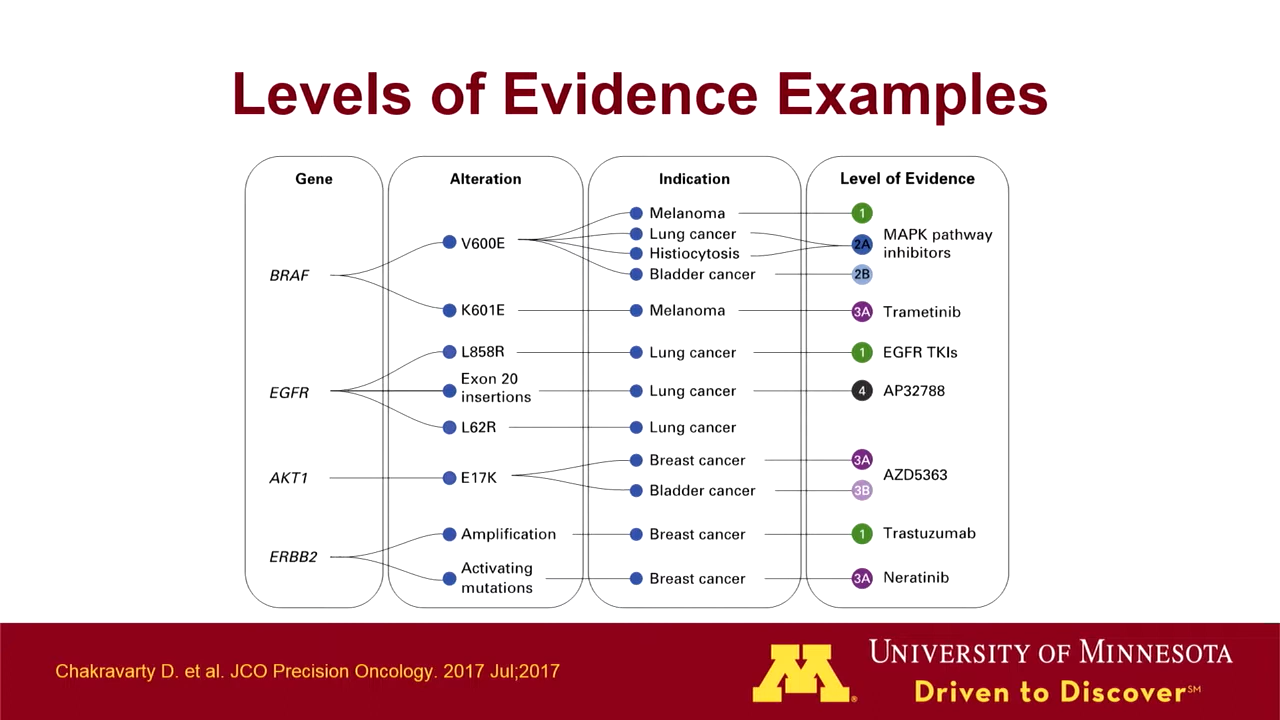 Levels of Evidence Examples
Gene
Alteration
Indication
Level of Evidence
BRAF
V600E
Melanoma
1
Lung cancer
Histiocytosis
2A
MAPK pathway
inhibitors
Bladder cancer
2B
K601E
Melanoma
3A
Trametinib
EGFR
L858R
Lung cancer
1
EGFR TKIs
Exon 20
insertions
Lung cancer
4
AP32788
L62R
Lung cancer
AKT1
E17K
Breast cancer
3A
AZD5363
Bladder cancer
3B
ERBB2
Amplification
Breast cancer
1
Trastuzumab
Activating
mutations
Breast cancer
3A
Neratinib
Chakravarty D. et al. JCO Precision Oncology. 2017 Jul;2017
M®
UNIVERSITY OF MINNESOTA
Driven to Discover℠